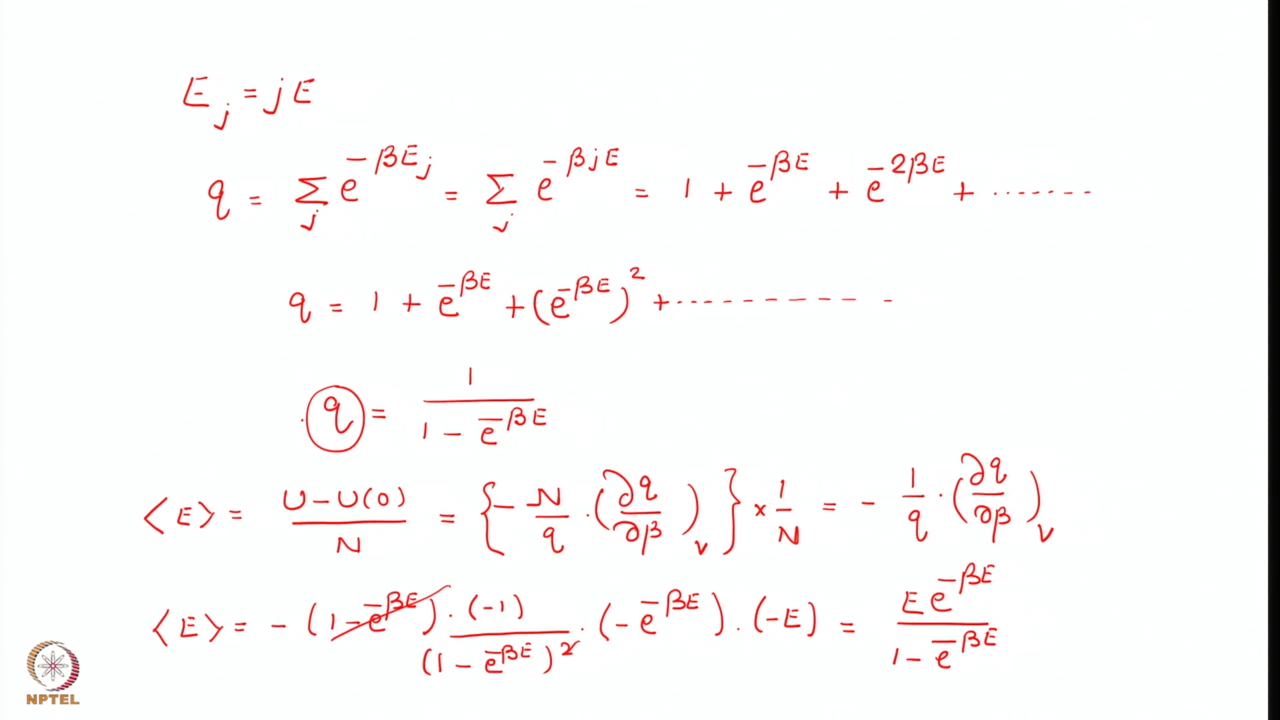 E_j = jE
q = Σ_j e^{-βE_j} = Σ_j e^{-βjE} = 1 + e^{-βE} + e^{-2βE} + .......
q = 1 + e^{-βE} + (e^{-βE})^2 + ...........
q = 1 / (1 - e^{-βE})
⟨E⟩ = (U - U(0)) / N = { - N/q · (∂q/∂β)_V } × 1/N = - 1/q · (∂q/∂β)_V
⟨E⟩ = - (1 - e^{-βE}) · (-1) / (1 - e^{-βE})^2 · (-e^{-βE}) · (-E) = E e^{-βE} / (1 - e^{-βE})
NPTEL